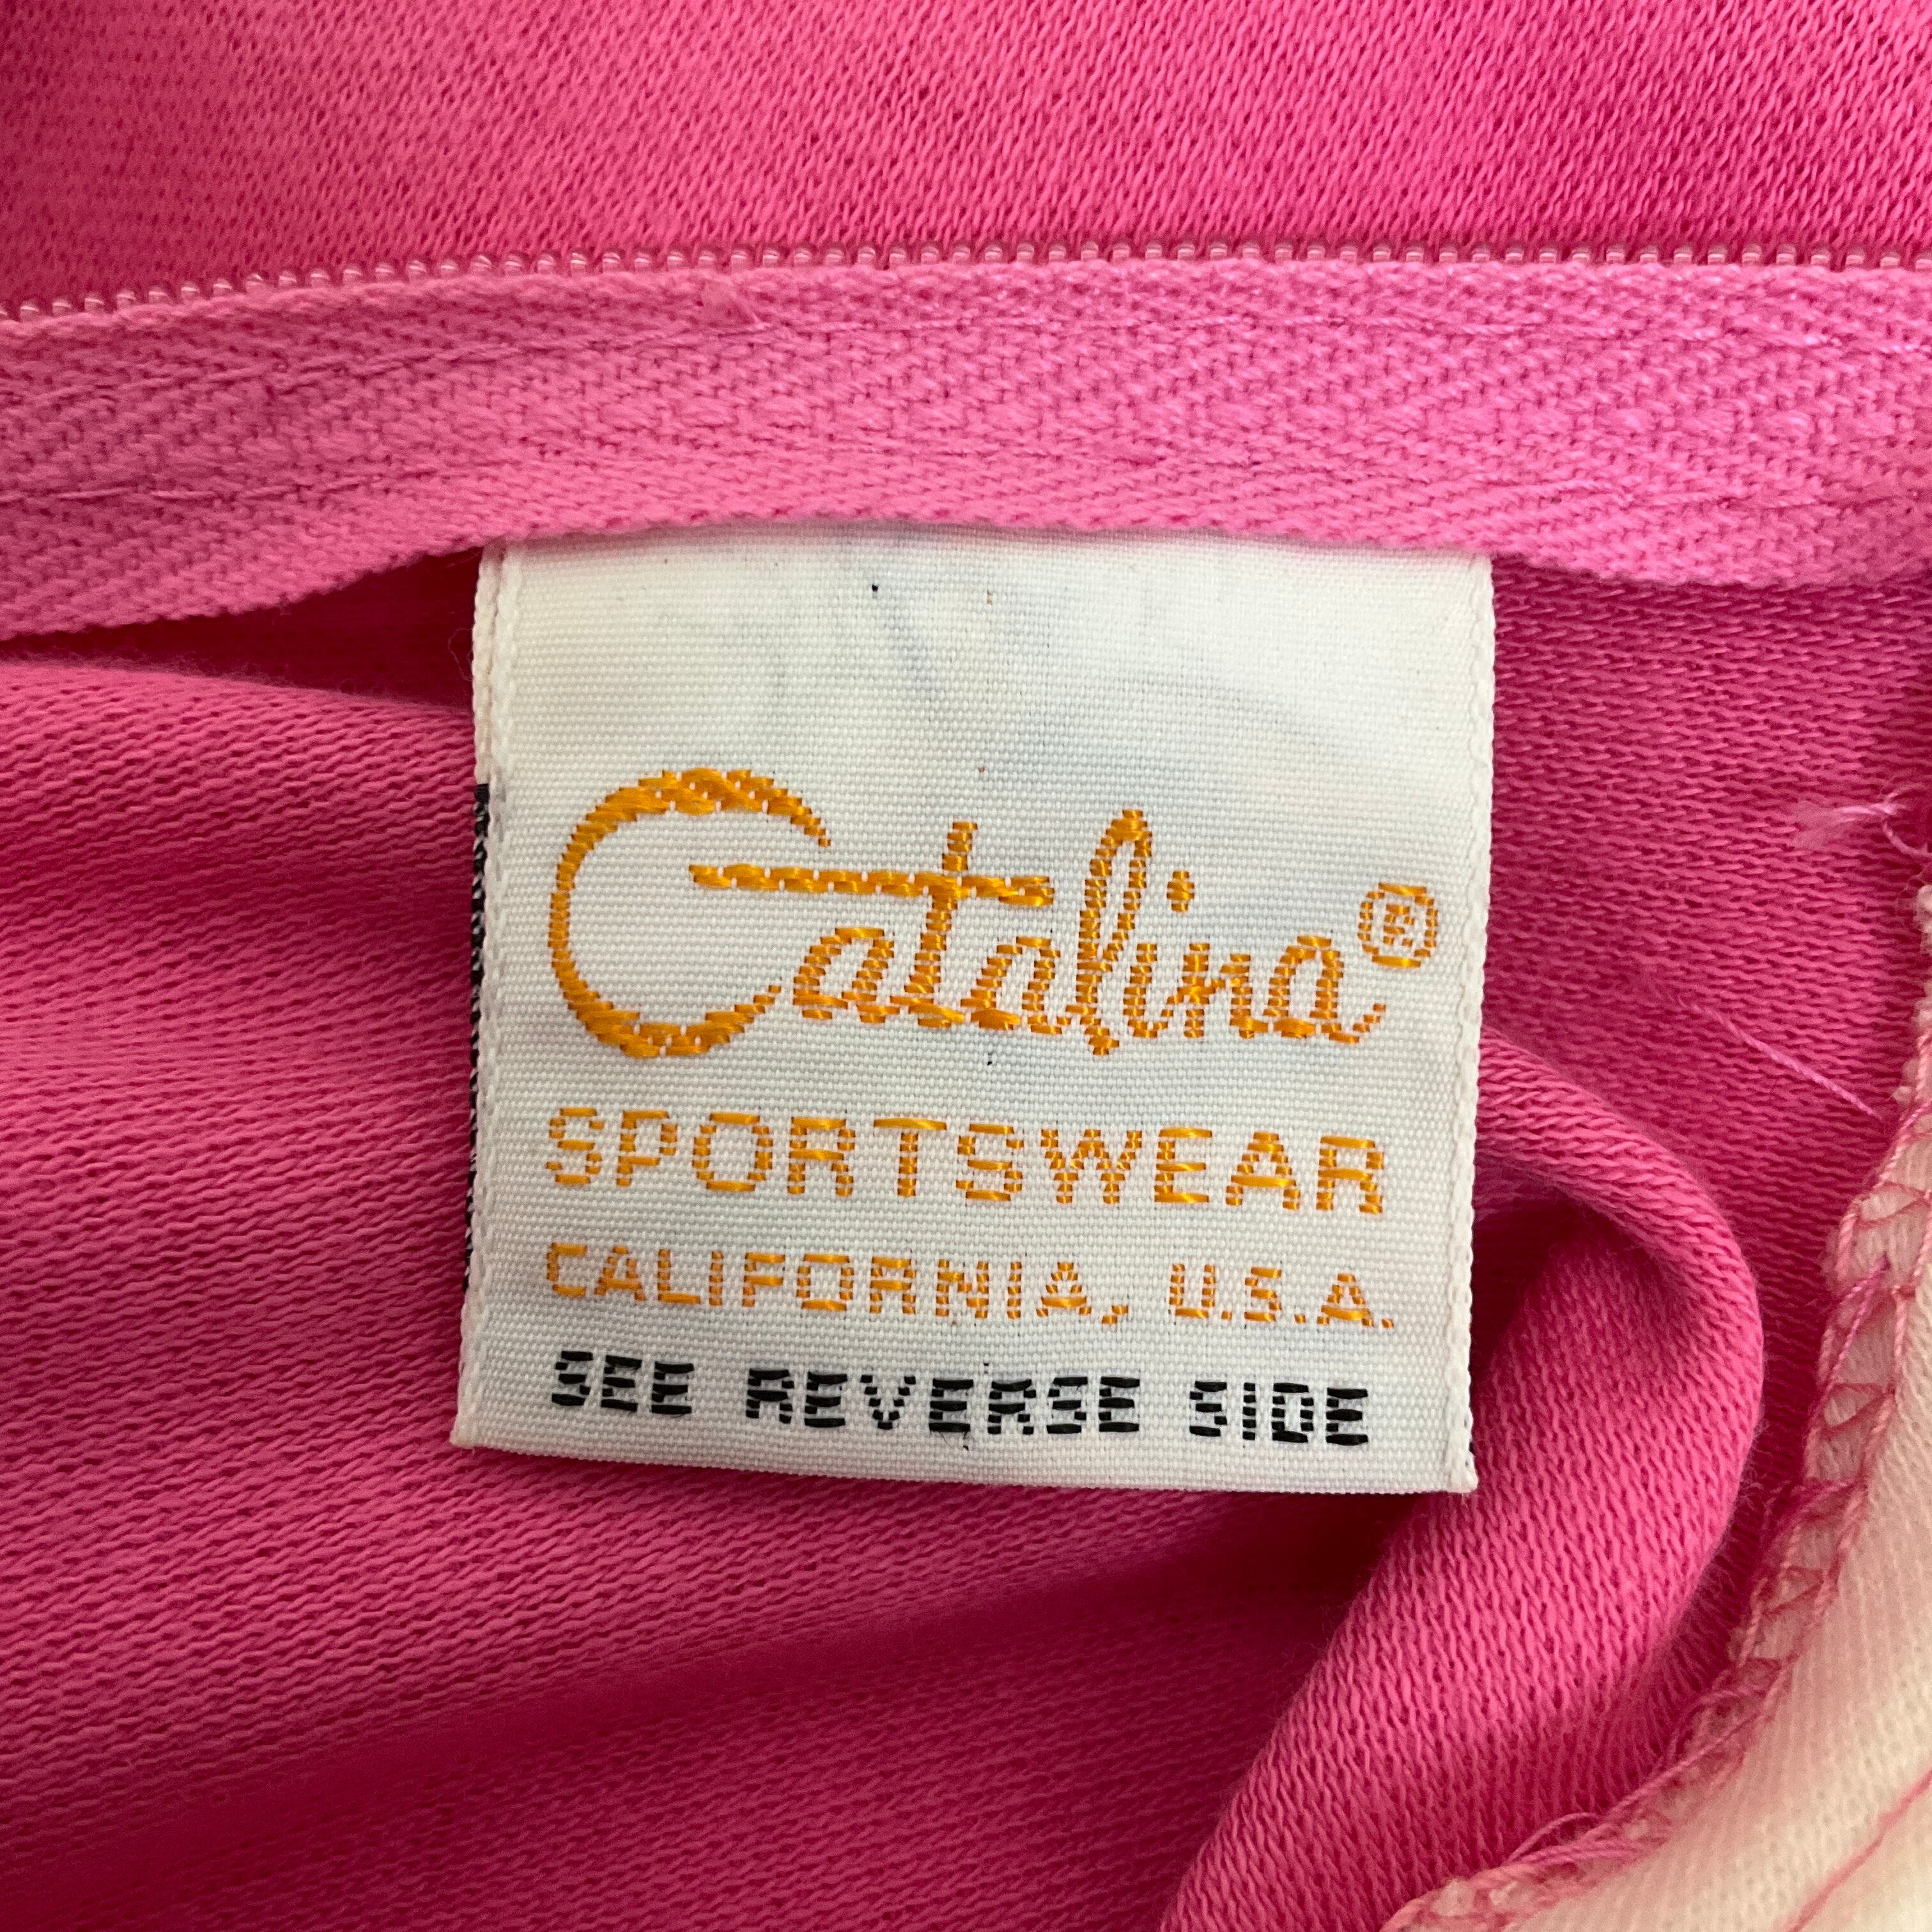 Catalina®
SPORTSWEAR
CALIFORNIA, U.S.A.
SEE REVERSE SIDE